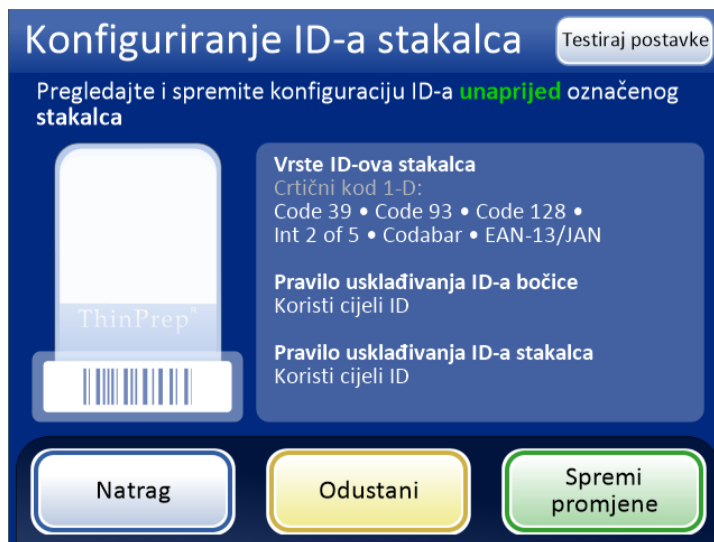 Konfiguriranje ID-a stakalca
Testiraj postavke
Pregledajte i spremite konfiguraciju ID-a unaprijed označenog
stakalca
Vrste ID-ova stakalca
Crtični kod 1-D:
Code 39 • Code 93 • Code 128 •
Int 2 of 5 • Codabar • EAN-13/JAN
Pravilo usklađivanja ID-a bočice
Koristi cijeli ID
ThinPrep®
Pravilo usklađivanja ID-a stakalca
Koristi cijeli ID
Natrag
Odustani
Spremi
promjene